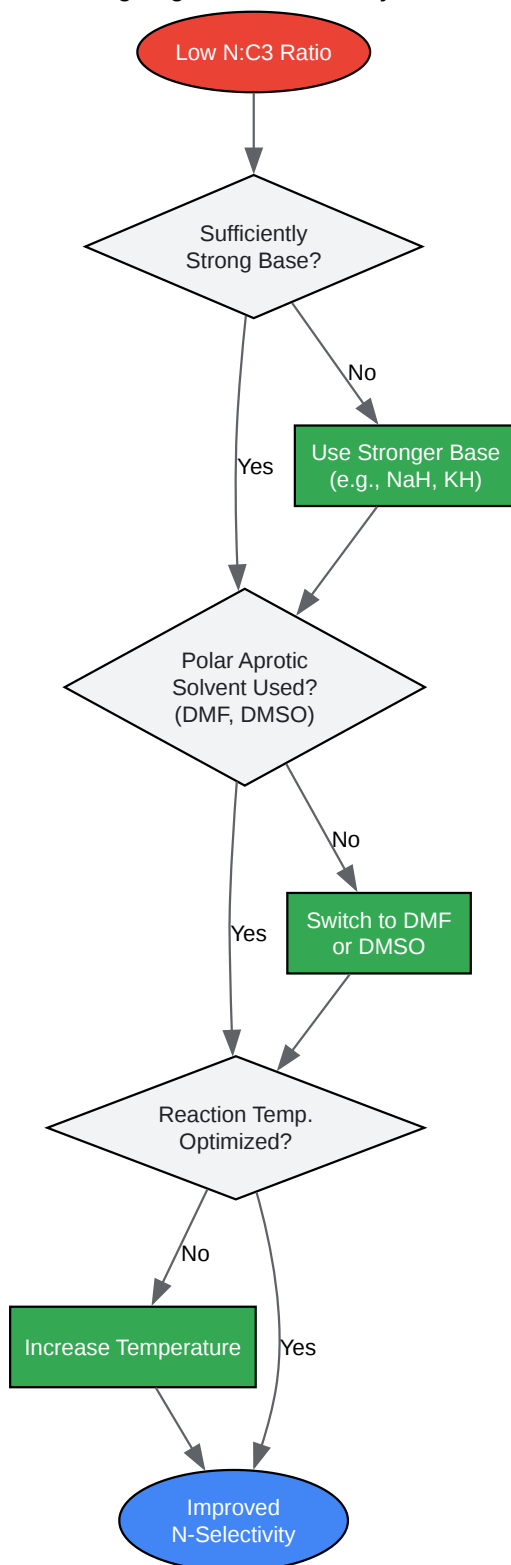 Low N:C3 Ratio
Sufficiently
Strong Base?
No
Use Stronger Base
(e.g., NaH, KH)
Yes
Polar Aprotic
Solvent Used?
(DMF, DMSO)
No
Switch to DMF
or DMSO
Yes
Reaction Temp.
Optimized?
No
Increase Temperature
Yes
Improved
N-Selectivity